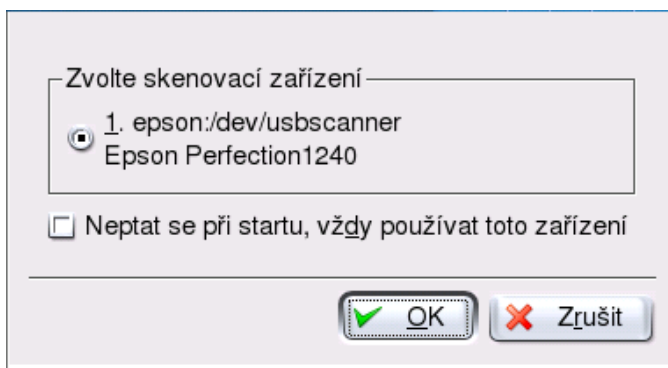 Zvolte skenovací zařízení
1. epson:/dev/usbscanner
Epson Perfection1240
Neptat se při startu, vždy používat toto zařízení
OK
Zrušit